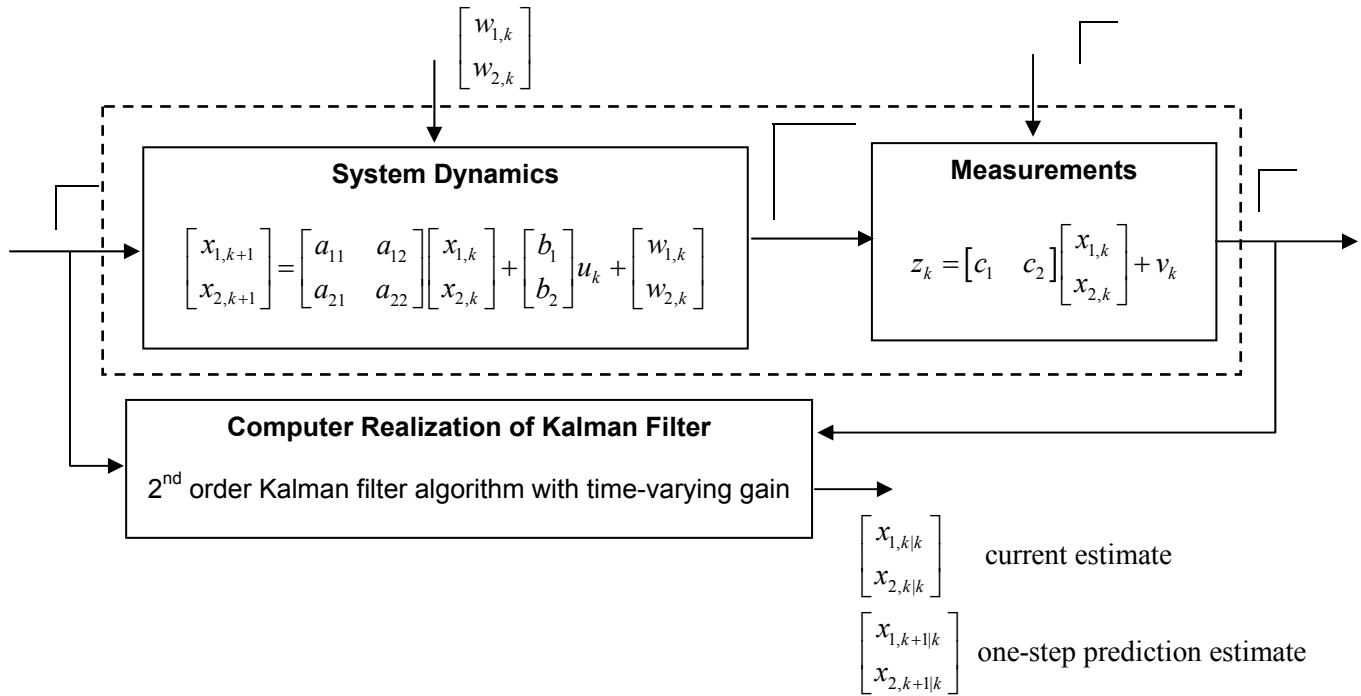 [w_{1,k}]
[w_{2,k}]
System Dynamics
[x_{1,k+1}] = [a_{11} a_{12}] [x_{1,k}] + [b_1] u_k + [w_{1,k}]
[x_{2,k+1}] [a_{21} a_{22}] [x_{2,k}] [b_2] [w_{2,k}]
Measurements
z_k = [c_1 c_2] [x_{1,k}] + v_k
[x_{2,k}]
Computer Realization of Kalman Filter
2nd order Kalman filter algorithm with time-varying gain
[x_{1,k|k}] current estimate
[x_{2,k|k}]
[x_{1,k+1|k}] one-step prediction estimate
[x_{2,k+1|k}]